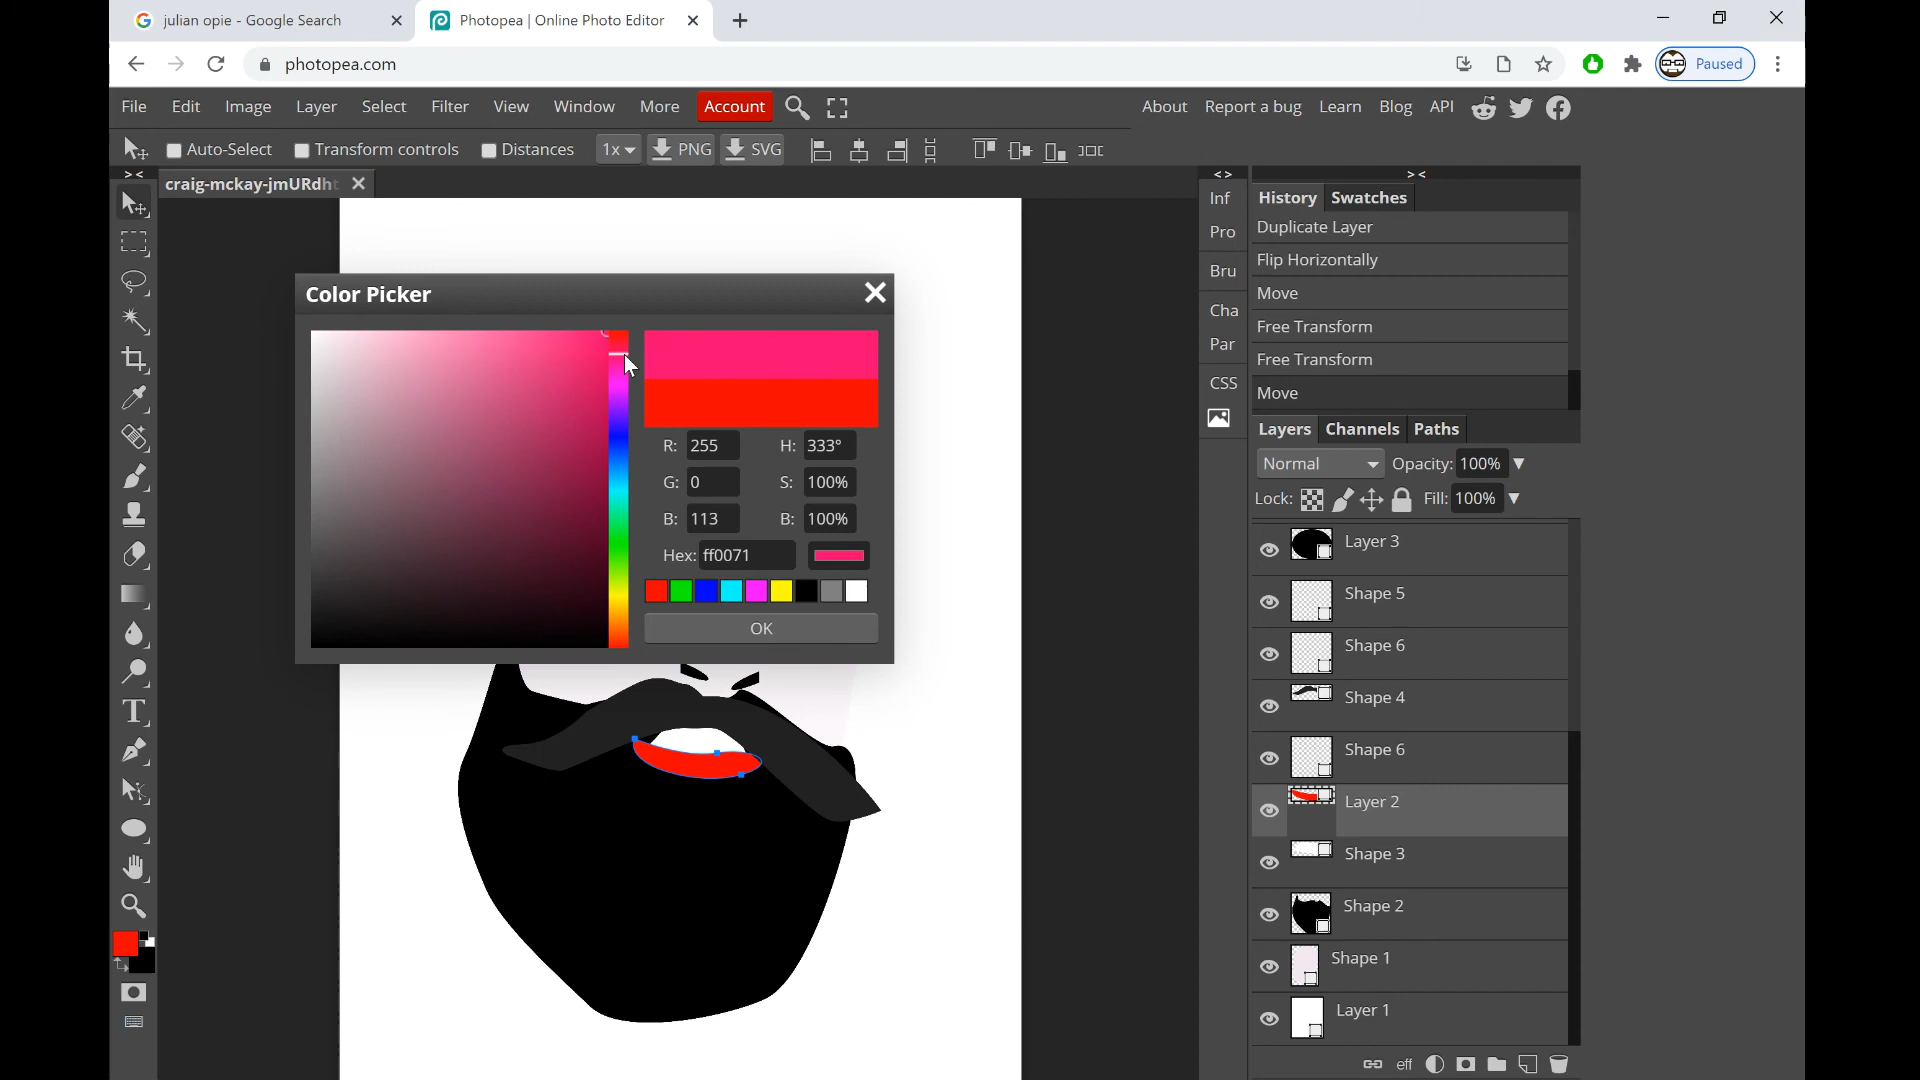 julian opie - Google Search
Photopea | Online Photo Editor
photopea.com
Paused
File Edit Image Layer Select Filter View Window More Account
About Report a bug Learn Blog API
Auto-Select Transform controls Distances 1x PNG SVG
craig-mckay-jmURdht
Color Picker
R: 255 H: 333°
G: 0 S: 100%
B: 113 B: 100%
Hex: ff0071
OK
Inf
Pro
Bru
Cha
Par
CSS
History Swatches
Duplicate Layer
Flip Horizontally
Move
Free Transform
Free Transform
Move
Layers Channels Paths
Normal Opacity: 100%
Lock: Fill: 100%
Layer 3
Shape 5
Shape 6
Shape 4
Shape 6
Layer 2
Shape 3
Shape 2
Shape 1
Layer 1
eff